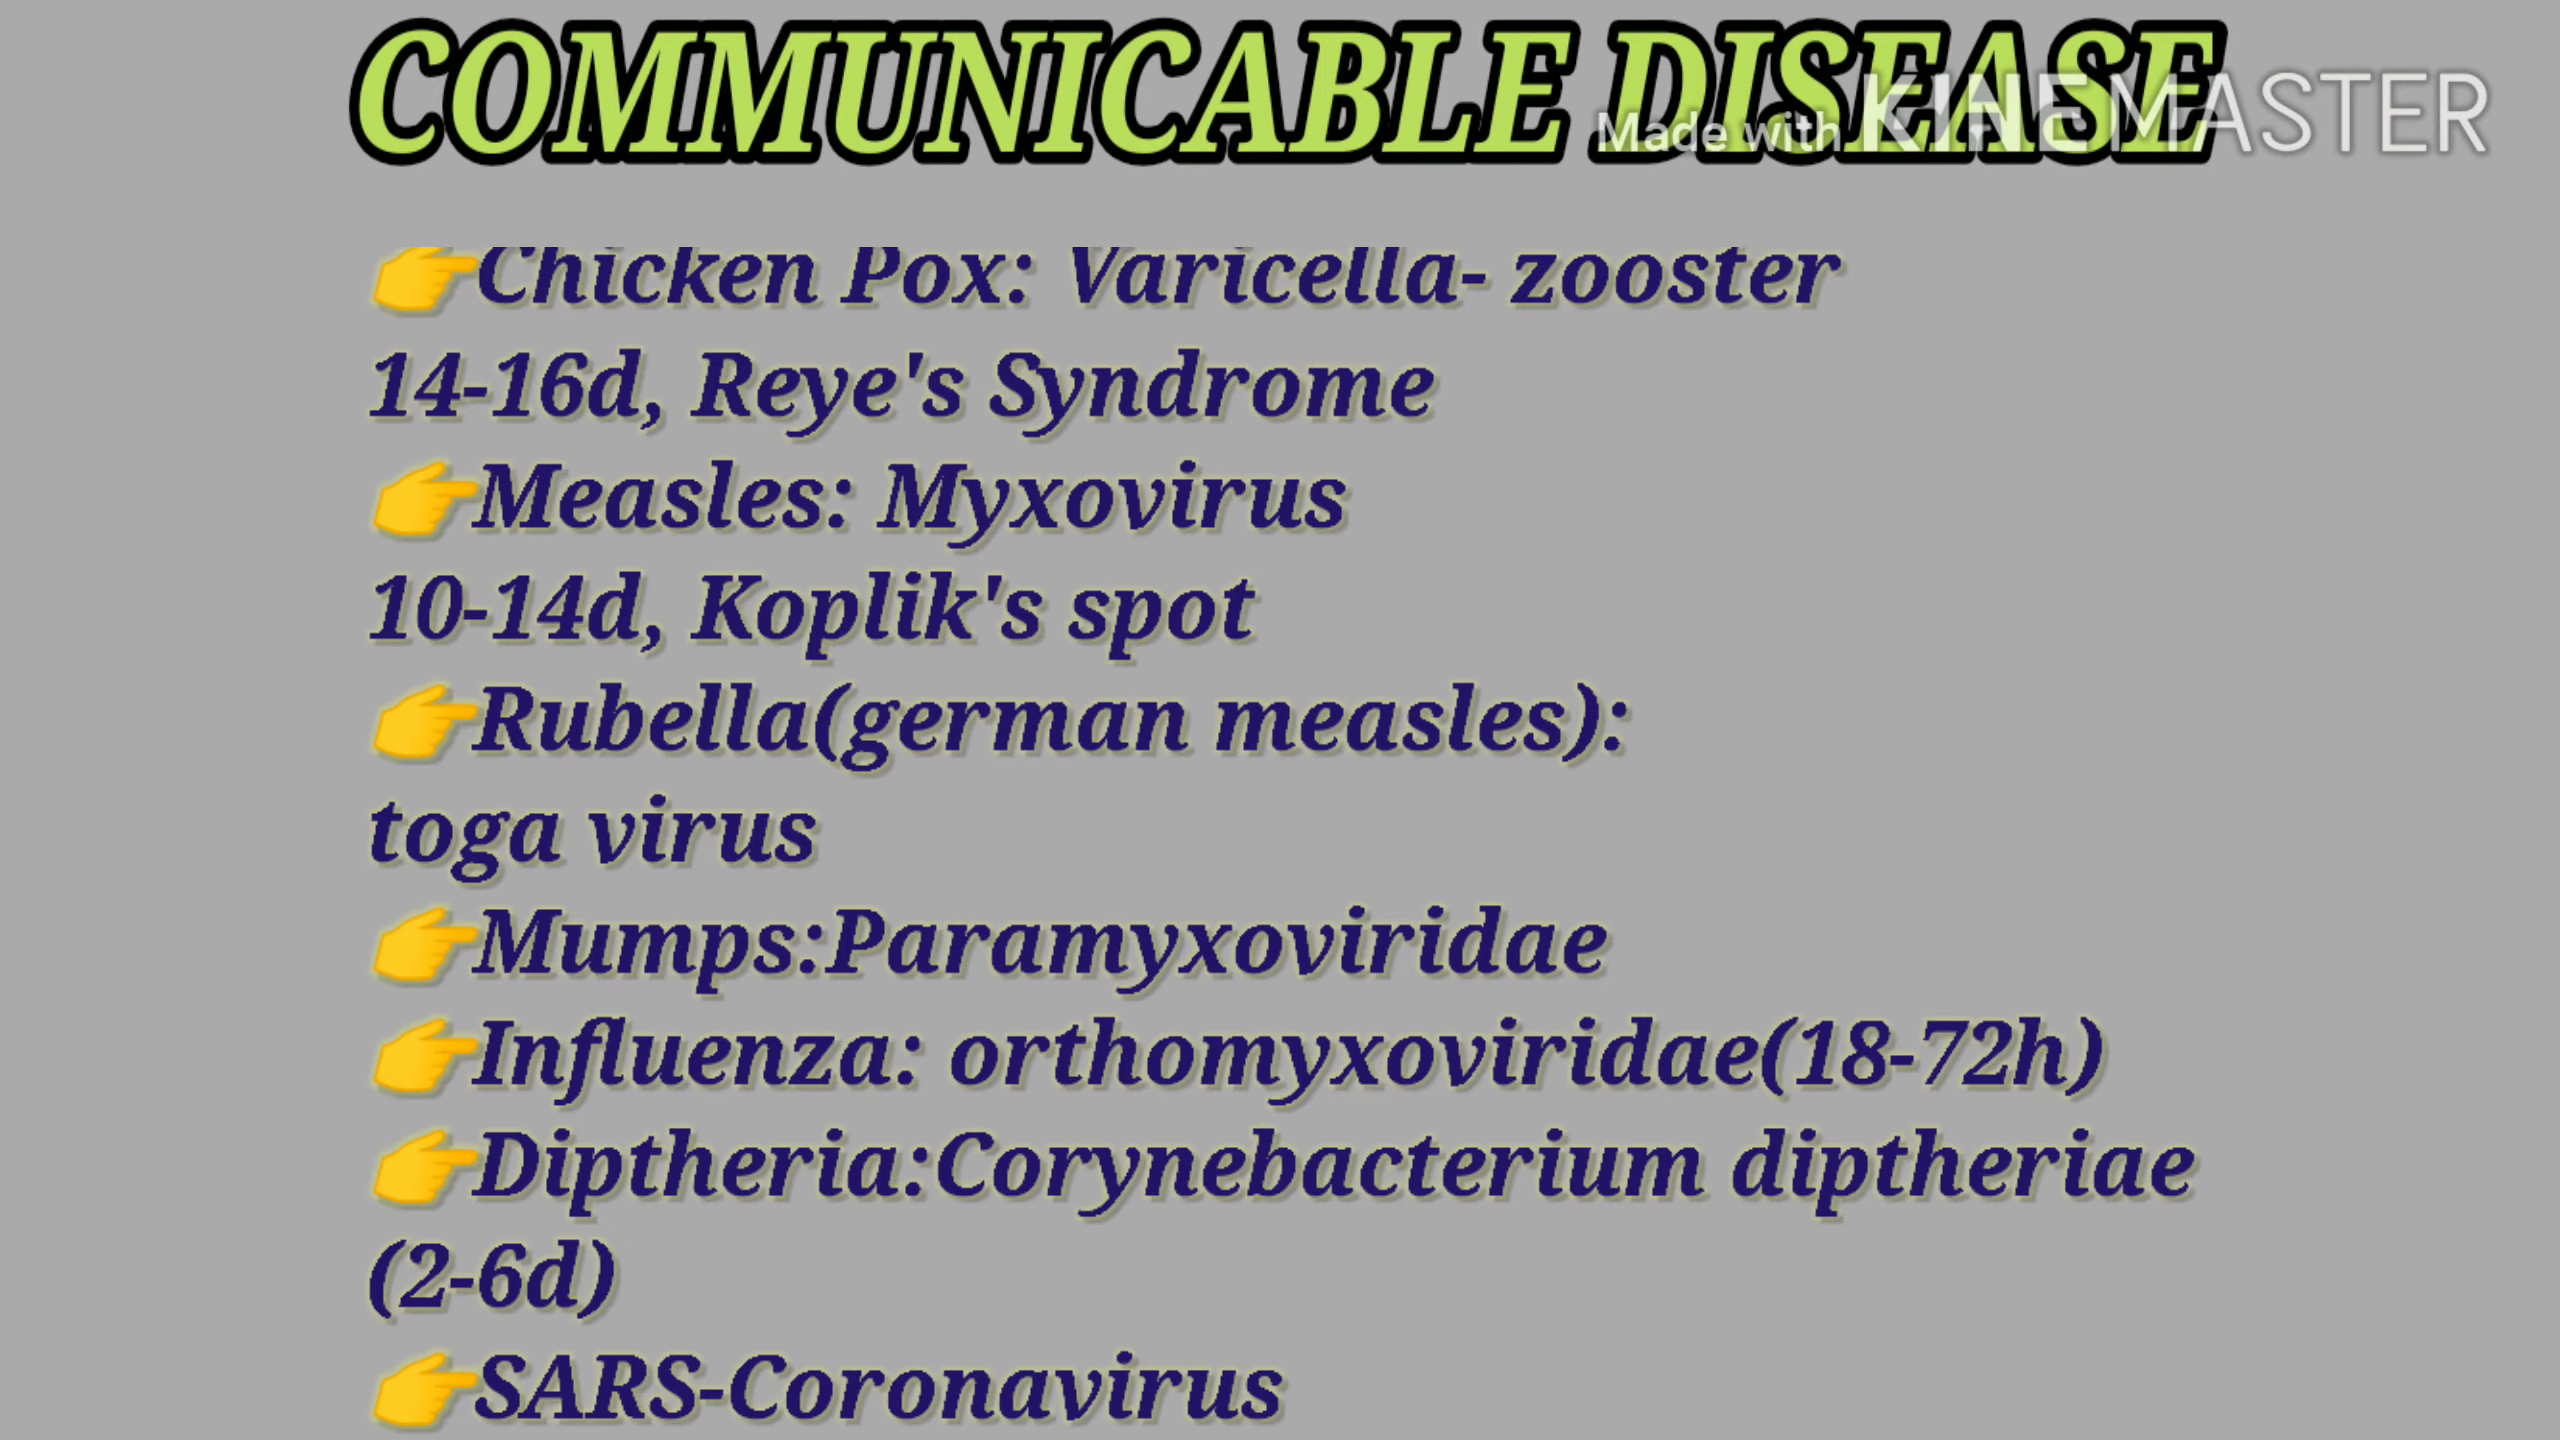 COMMUNICABLE DISEASE
Made with KINEMASTER
👉Chicken Pox: Varicella- zooster
14-16d, Reye's Syndrome
👉Measles: Myxovirus
10-14d, Koplik's spot
👉Rubella(german measles):
toga virus
👉Mumps:Paramyxoviridae
👉Influenza: orthomyxoviridae(18-72h)
👉Diptheria:Corynebacterium diptheriae
(2-6d)
👉SARS-Coronavirus